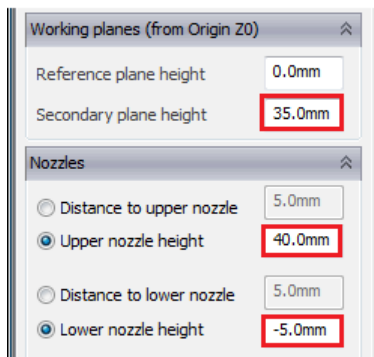 Working planes (from Origin Z0)
Reference plane height 0.0mm
Secondary plane height 35.0mm
Nozzles
Distance to upper nozzle 5.0mm
Upper nozzle height 40.0mm
Distance to lower nozzle 5.0mm
Lower nozzle height -5.0mm